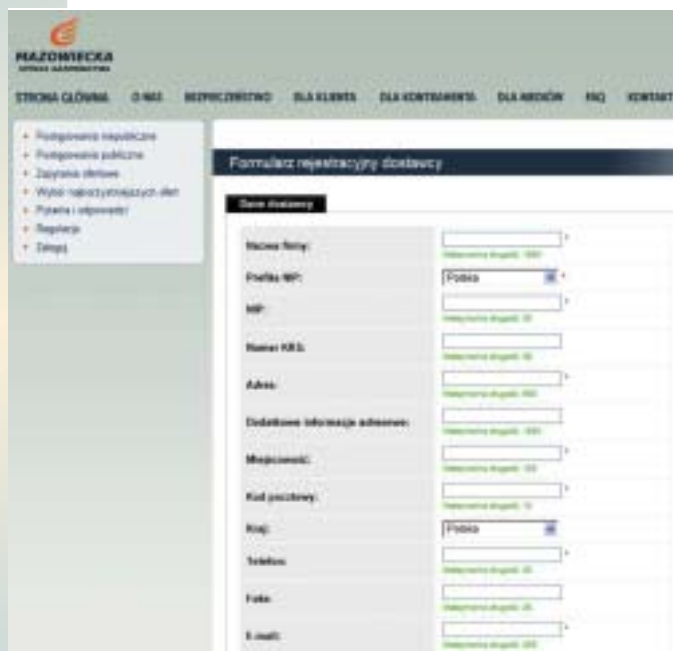 MAZOWIECKA
STRONA GŁÓWNA O NAS BEZPIECZEŃSTWO DLA KLIENTA DLA KONTRAHENTA DLA MEDIÓW FAQ KONTAKT
Postępowania niepubliczne
Postępowania publiczne
Zapytania ofertowe
Wybór najkorzystniejszych ofert
Pytania i odpowiedzi
Regulacje
Zaloguj
Formularz rejestracyjny dostawcy
Dane dostawcy
Nazwa firmy: *
Prefiks NIP: Polska *
NIP: *
Numer KRS:
Adres: *
Dodatkowe informacje adresowe:
Miejscowość: *
Kod pocztowy: *
Kraj: Polska
Telefon: *
Faks:
E-mail: *